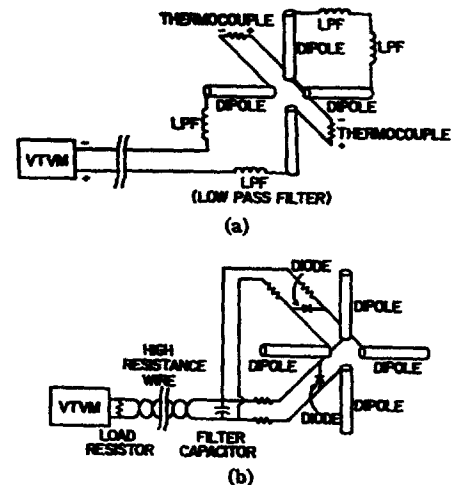 THERMOCOUPLE
- +
LPF
DIPOLE
LPF
DIPOLE
DIPOLE
LPF
-
THERMOCOUPLE
+
VTVM
-
+
LPF
(LOW PASS FILTER)
(a)
DIODE
DIPOLE
HIGH
RESISTANCE
WIRE
DIPOLE
DIPOLE
VTVM
DIPOLE
LOAD
RESISTOR
FILTER
CAPACITOR
DIODE
(b)